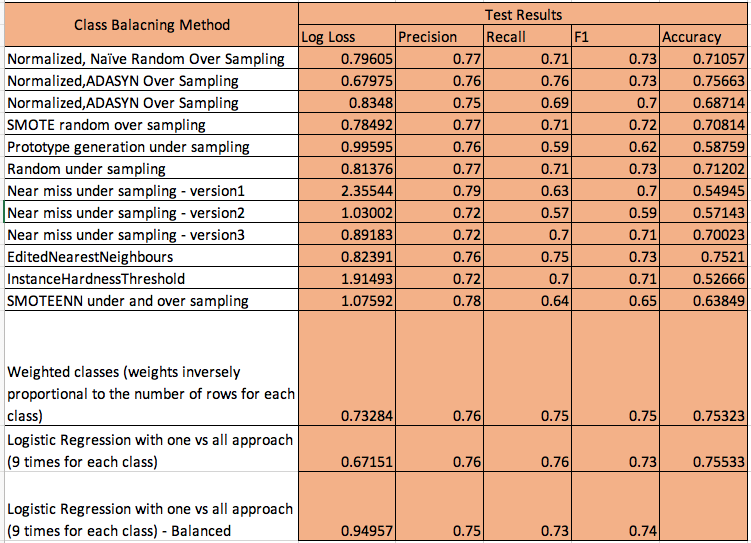 Class Balacning Method Test Results
Log Loss Precision Recall F1 Accuracy
Normalized, Naïve Random Over Sampling 0.79605 0.77 0.71 0.73 0.71057
Normalized,ADASYN Over Sampling 0.67975 0.76 0.76 0.73 0.75663
Normalized,ADASYN Over Sampling 0.8348 0.75 0.69 0.7 0.68714
SMOTE random over sampling 0.78492 0.77 0.71 0.72 0.70814
Prototype generation under sampling 0.99595 0.76 0.59 0.62 0.58759
Random under sampling 0.81376 0.77 0.71 0.73 0.71202
Near miss under sampling - version1 2.35544 0.79 0.63 0.7 0.54945
Near miss under sampling - version2 1.03002 0.72 0.57 0.59 0.57143
Near miss under sampling - version3 0.89183 0.72 0.7 0.71 0.70023
EditedNearestNeighbours 0.82391 0.76 0.75 0.73 0.7521
InstanceHardnessThreshold 1.91493 0.72 0.7 0.71 0.52666
SMOTEENN under and over sampling 1.07592 0.78 0.64 0.65 0.63849
Weighted classes (weights inversely
proportional to the number of rows for each
class) 0.73284 0.76 0.75 0.75 0.75323
Logistic Regression with one vs all approach
(9 times for each class) 0.67151 0.76 0.76 0.73 0.75533
Logistic Regression with one vs all approach
(9 times for each class) - Balanced 0.94957 0.75 0.73 0.74